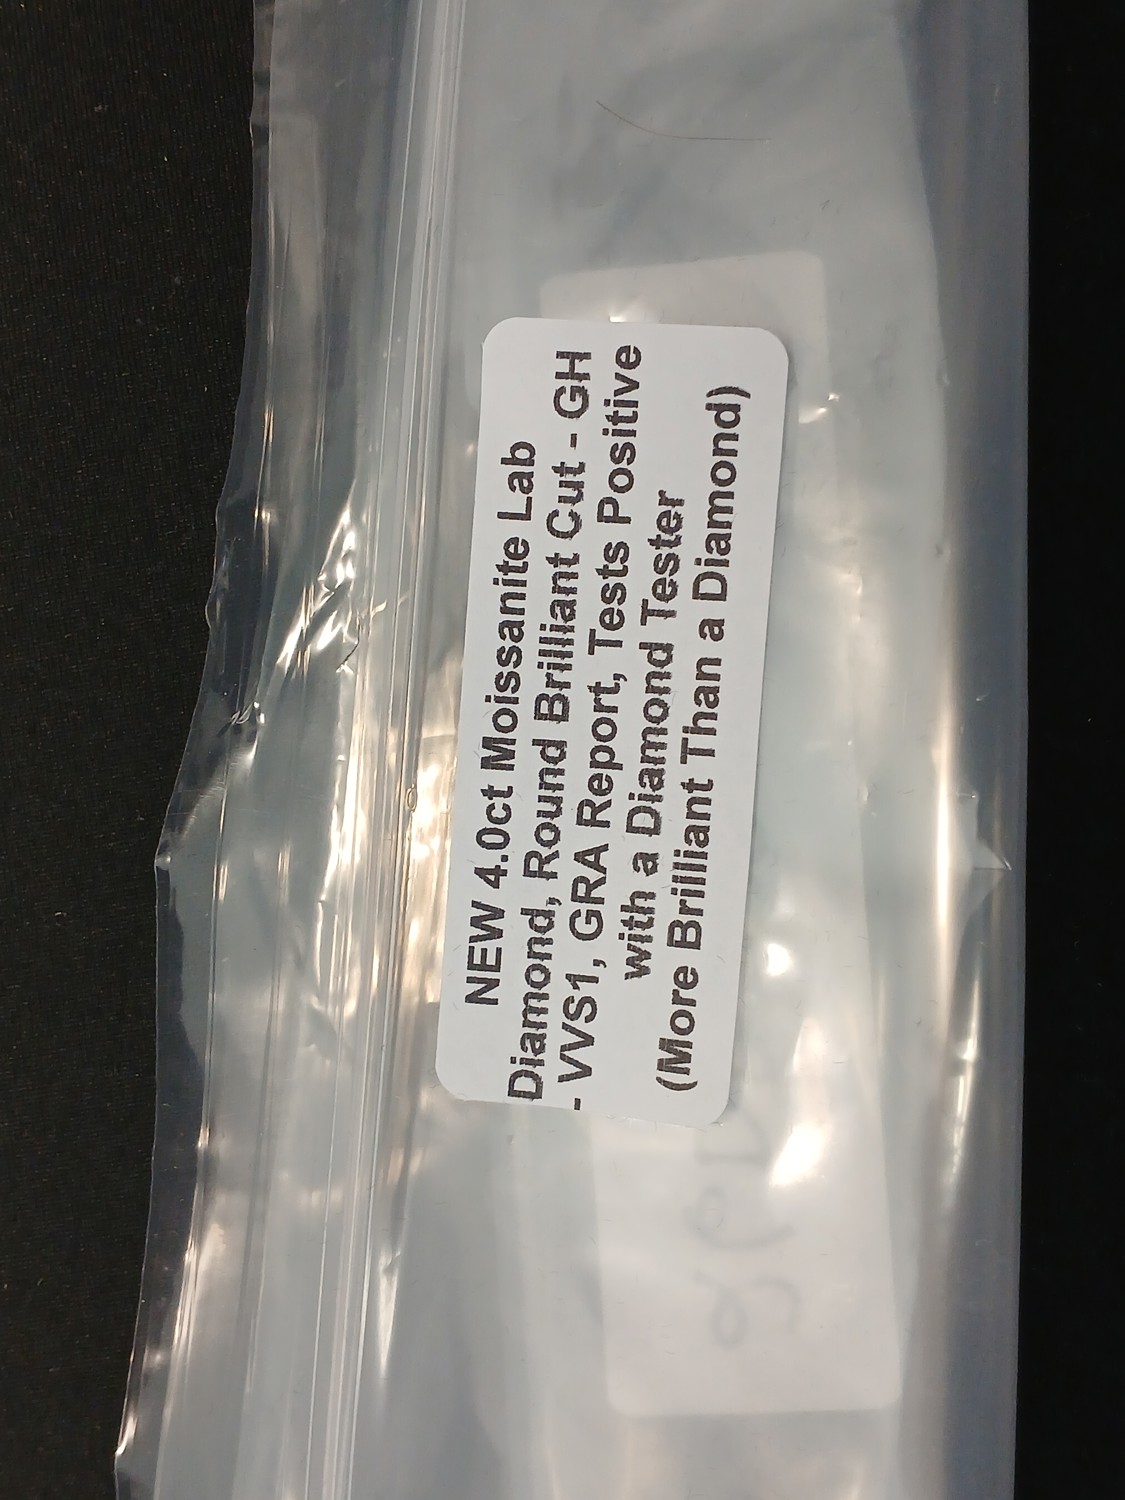 NEW 4.0ct Moissanite Lab
Diamond, Round Brilliant Cut - GH
- VVS1, GRA Report, Tests Positive
with a Diamond Tester
(More Brilliant Than a Diamond)